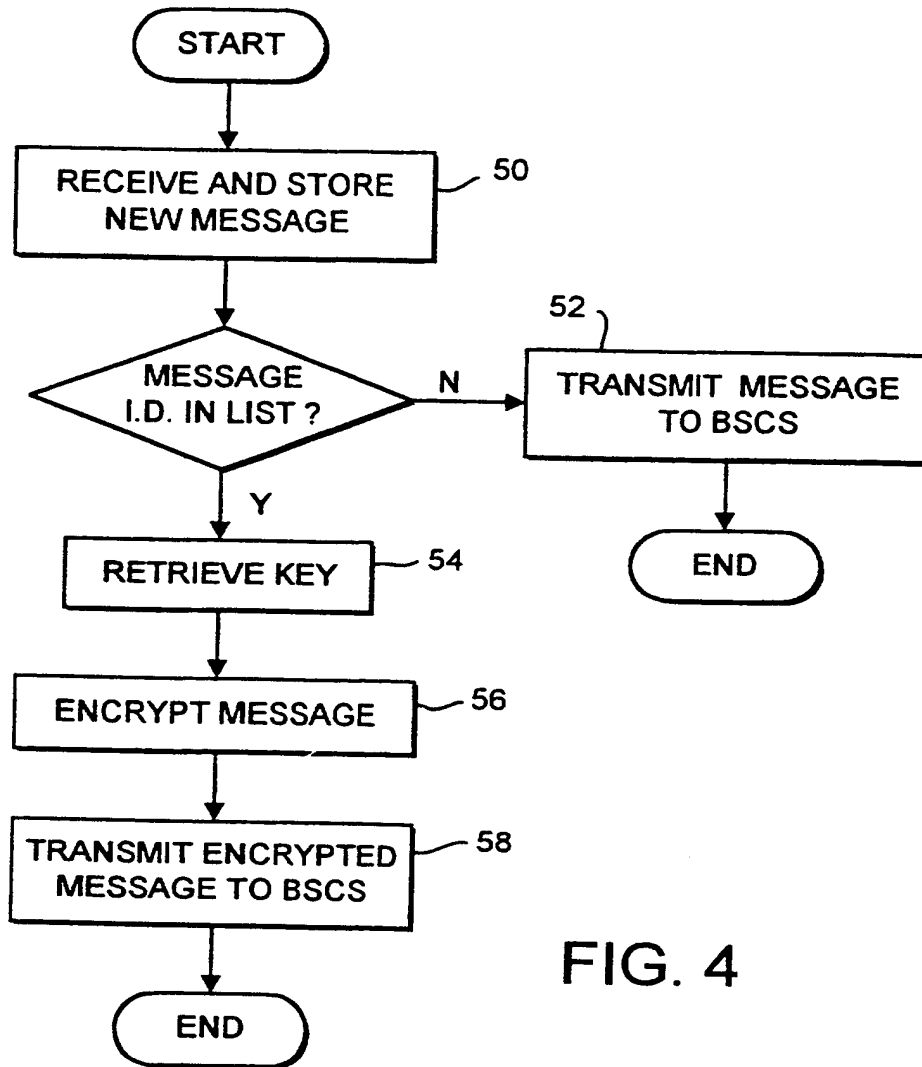 START
RECEIVE AND STORE
NEW MESSAGE
50
MESSAGE
I.D. IN LIST ?
N
52
TRANSMIT MESSAGE
TO BSCS
END
Y
RETRIEVE KEY
54
ENCRYPT MESSAGE
56
TRANSMIT ENCRYPTED
MESSAGE TO BSCS
58
END
FIG. 4